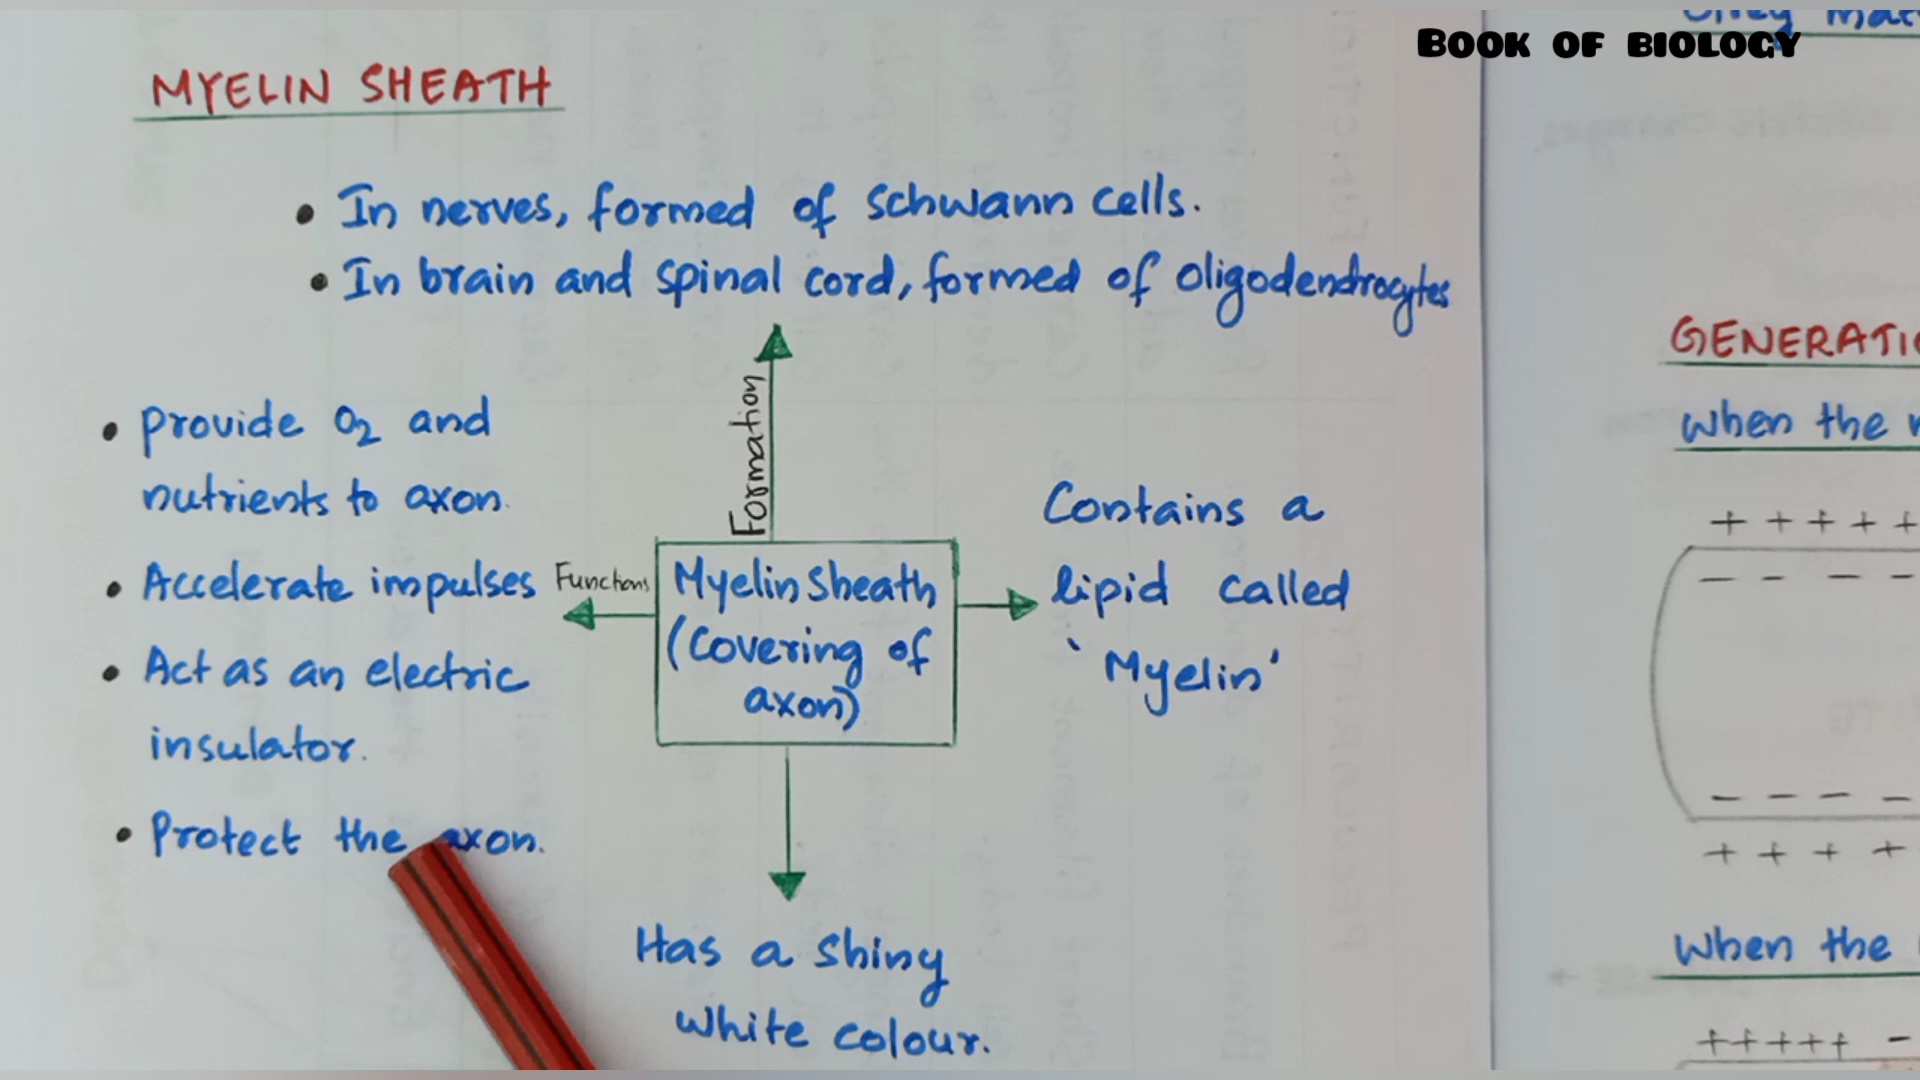 BOOK OF BIOLOGY
MYELIN SHEATH
• In nerves, formed of Schwann cells.
• In brain and spinal cord, formed of oligodendrocytes
Formation
• Provide O2 and
nutrients to axon.
• Accelerate impulses
• Act as an electric
insulator.
• Protect the axon.
Functions
Myelin Sheath
(Covering of
axon)
Contains a
lipid called
'Myelin'
Has a shiny
white colour.
when the
+ + + + +
− − − −
− − − −
+ + + +
when the
+++++ −